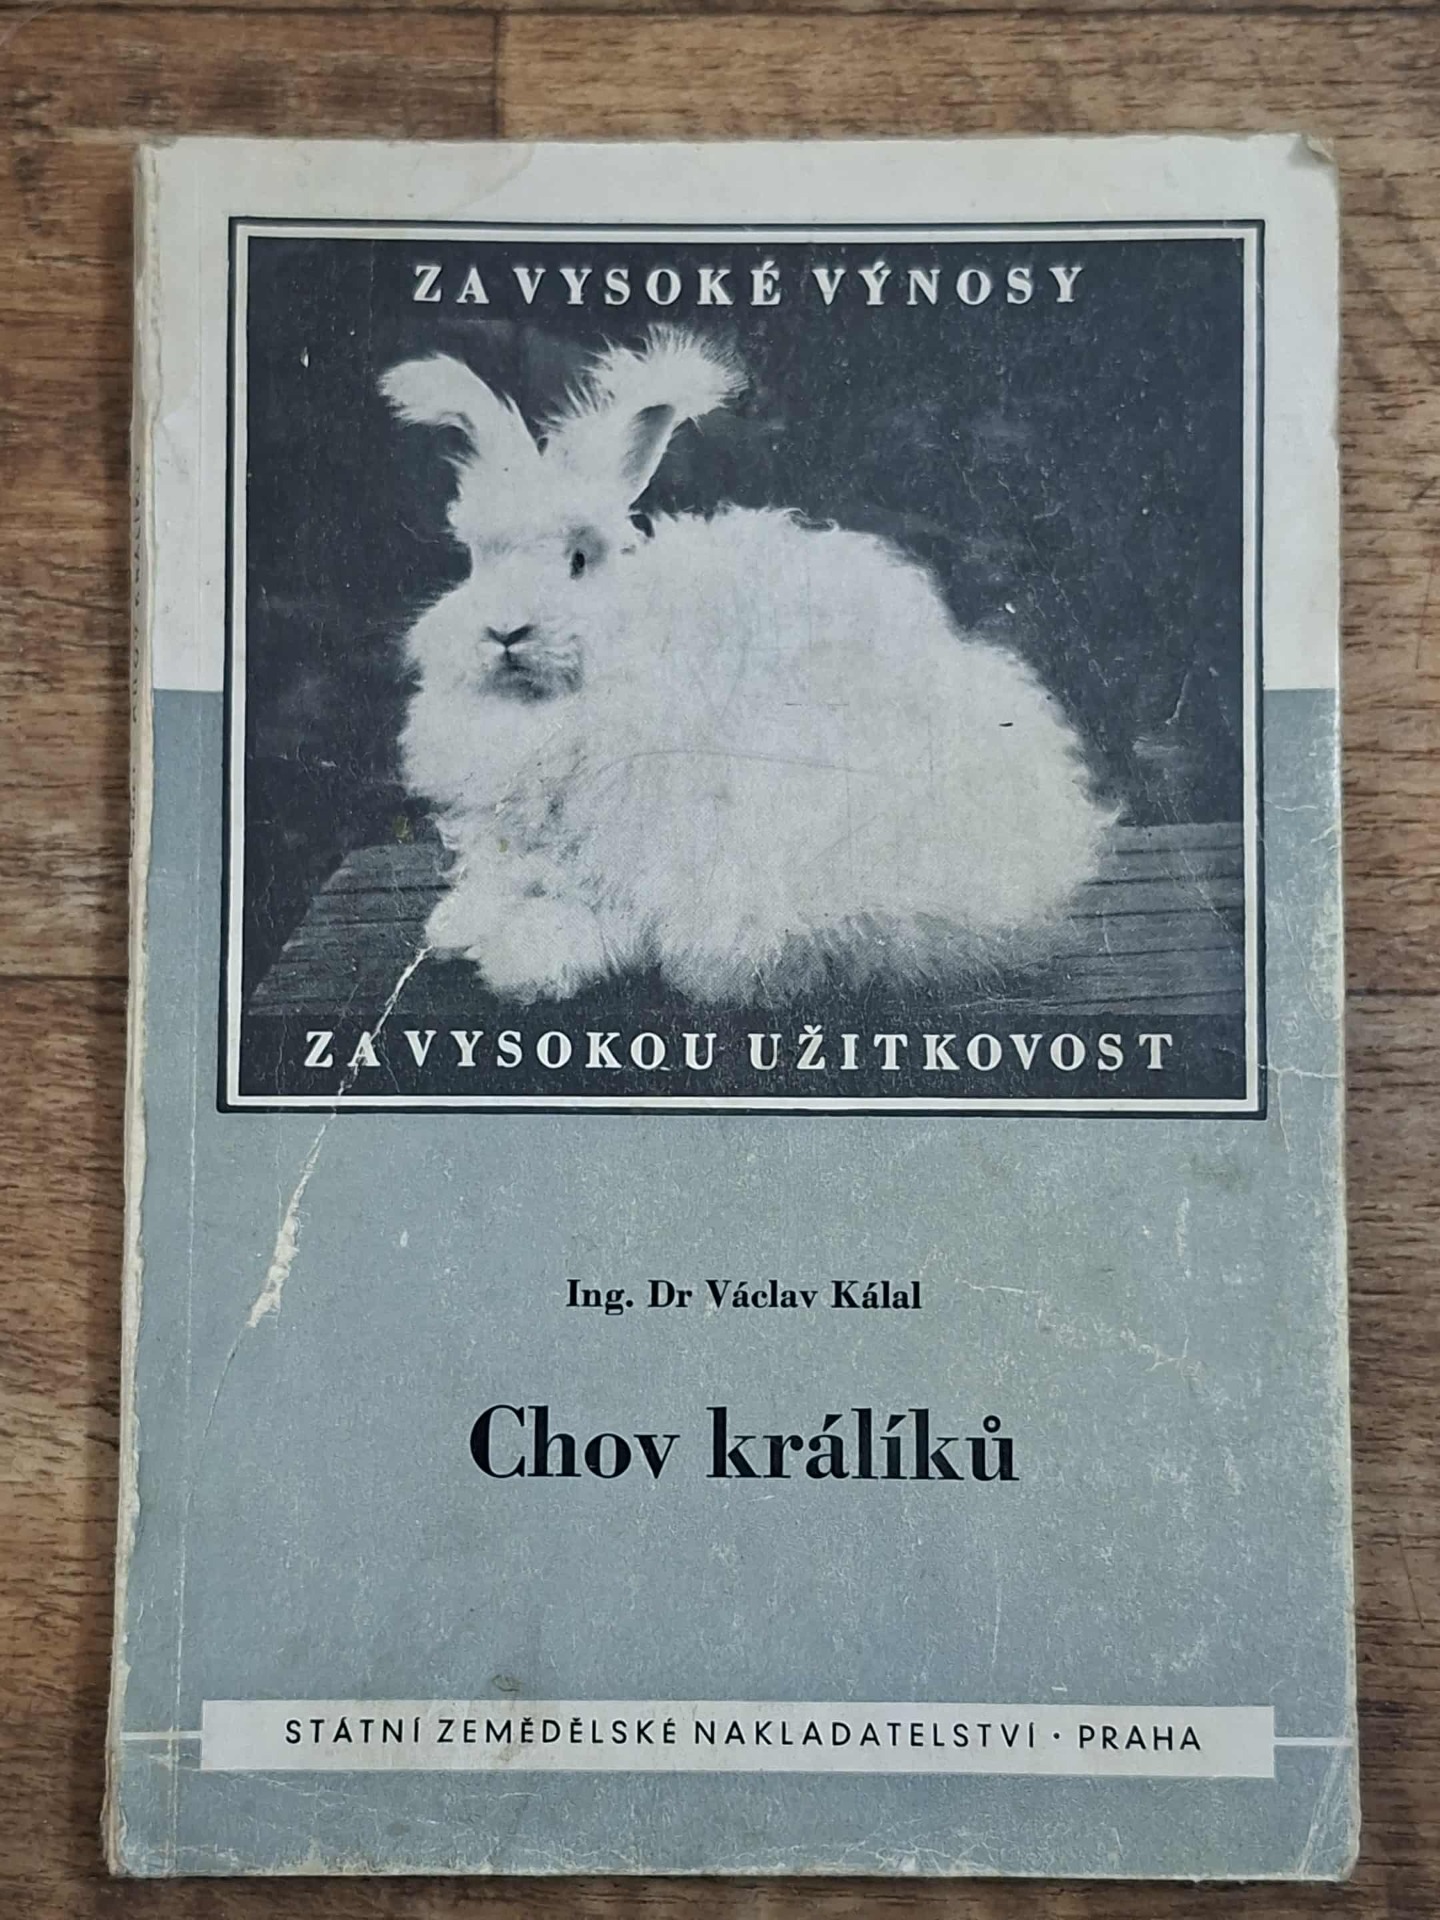 ZA VYSOKÉ VÝNOSY
ZA VYSOKOU UŽITKOVOST
Ing. Dr Václav Kálal
Chov králíků
STÁTNÍ ZEMĚDĚLSKÉ NAKLADATELSTVÍ · PRAHA